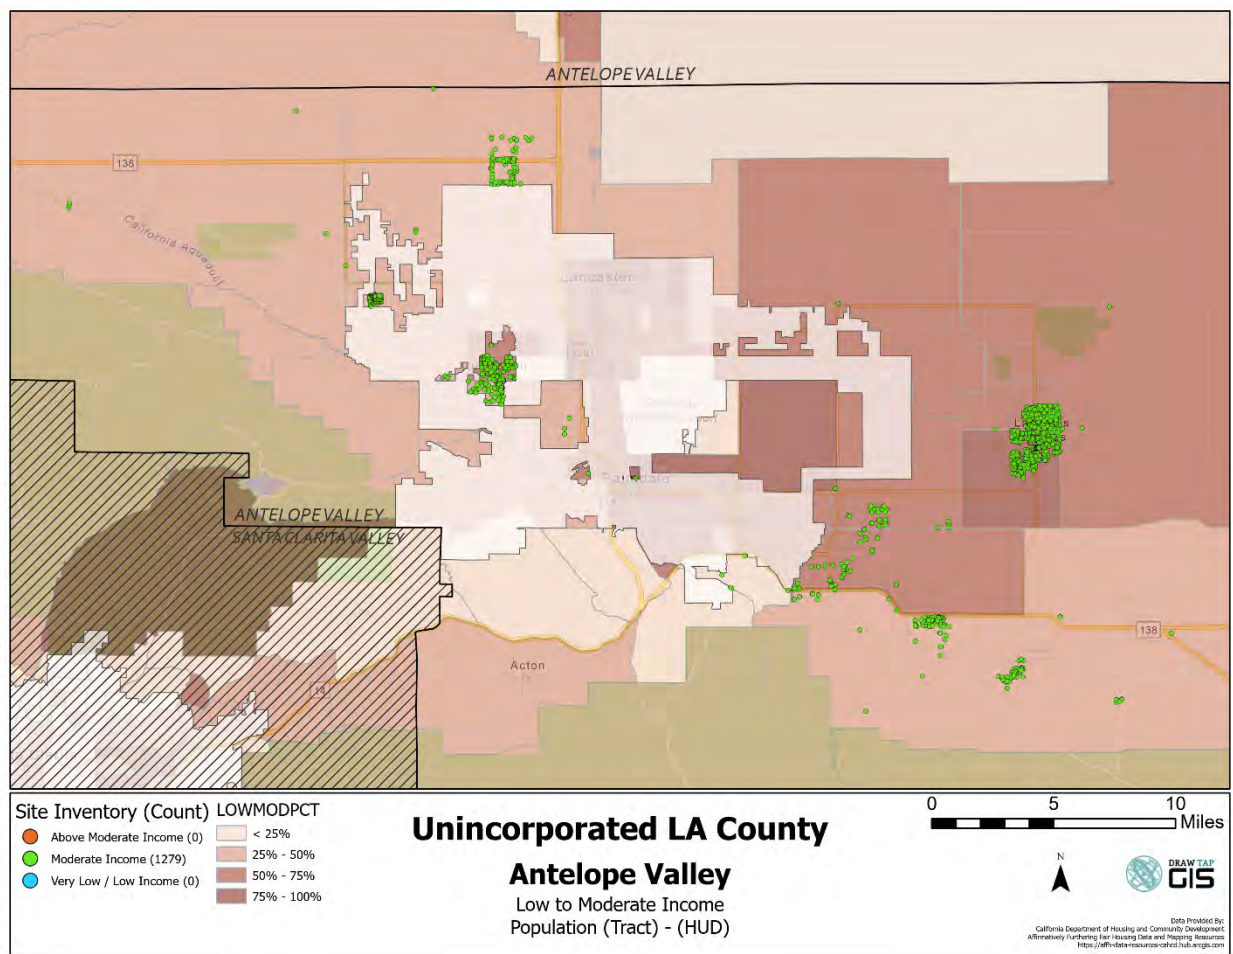 ANTELOPE VALLEY
138
California Aqueduct
Lancaster
Palmdale
ANTELOPE VALLEY
SANTA CLARITA VALLEY
138
Acton
14
Site Inventory (Count)
Above Moderate Income (0)
Moderate Income (1279)
Very Low / Low Income (0)
LOWMODPCT
< 25%
25% - 50%
50% - 75%
75% - 100%
Unincorporated LA County
Antelope Valley
Low to Moderate Income
Population (Tract) - (HUD)
0 5 10
Miles
N
DRAW TAP
GIS
Data Provided By:
California Department of Housing and Community Development
Affirmatively Furthering Fair Housing Data and Mapping Resources
https://affh-data-resources-cahcd.hub.arcgis.com